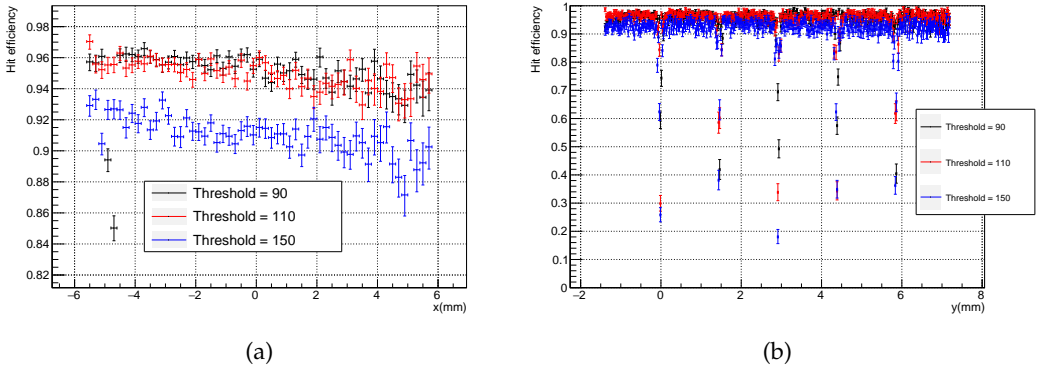 Hit efficiency
0.98
0.96
0.94
0.92
0.9
0.88
0.86
0.84
0.82
−6 −4 −2 0 2 4 6
x(mm)
Threshold = 90
Threshold = 110
Threshold = 150
(a)
Hit efficiency
1
0.9
0.8
0.7
0.6
0.5
0.4
0.3
0.2
0.1
0
−2 0 2 4 6 8
y(mm)
Threshold = 90
Threshold = 110
Threshold = 150
(b)